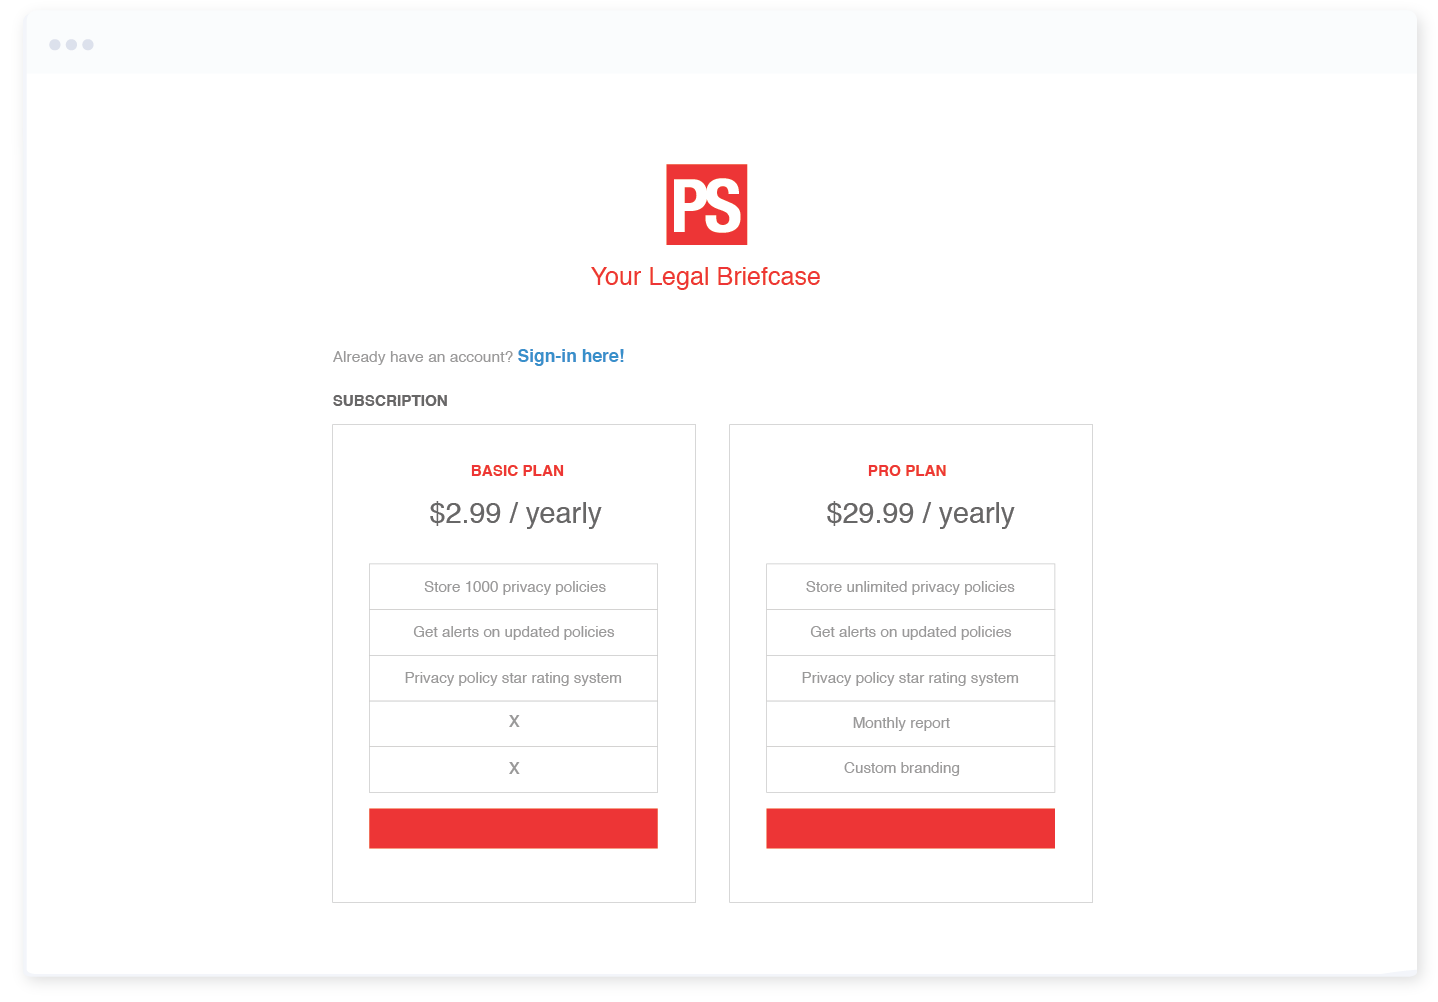 PS
Your Legal Briefcase
Already have an account? Sign-in here!
SUBSCRIPTION
BASIC PLAN
$2.99 / yearly
Store 1000 privacy policies
Get alerts on updated policies
Privacy policy star rating system
X
X
PRO PLAN
$29.99 / yearly
Store unlimited privacy policies
Get alerts on updated policies
Privacy policy star rating system
Monthly report
Custom branding